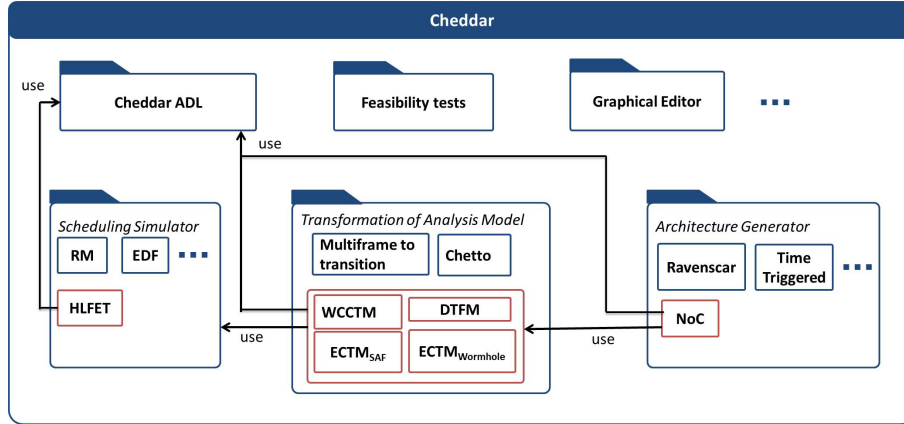 Cheddar
use
Cheddar ADL
Feasibility tests
Graphical Editor
...
use
Scheduling Simulator
RM
EDF
...
HLFET
use
Transformation of Analysis Model
Multiframe to
transition
Chetto
WCCTM
DTFM
ECTMSAF
ECTMWormhole
use
Architecture Generator
Ravenscar
Time
Triggered
...
NoC